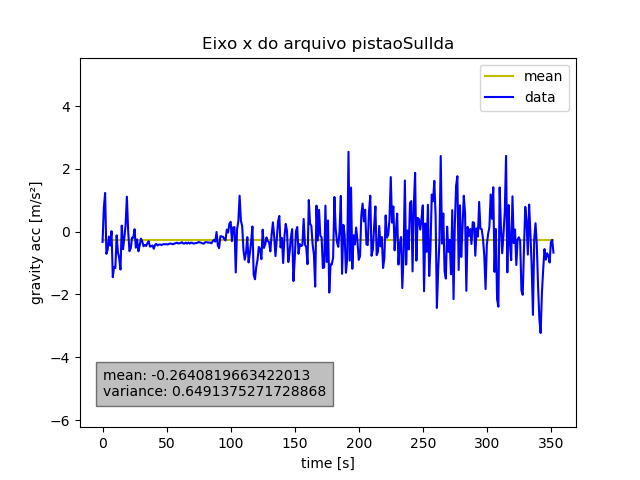 Eixo x do arquivo pistaoSulIda
mean
data
gravity acc [m/s²]
4
2
0
−2
−4
−6
mean: -0.2640819663422013
variance: 0.6491375271728868
0 50 100 150 200 250 300 350
time [s]